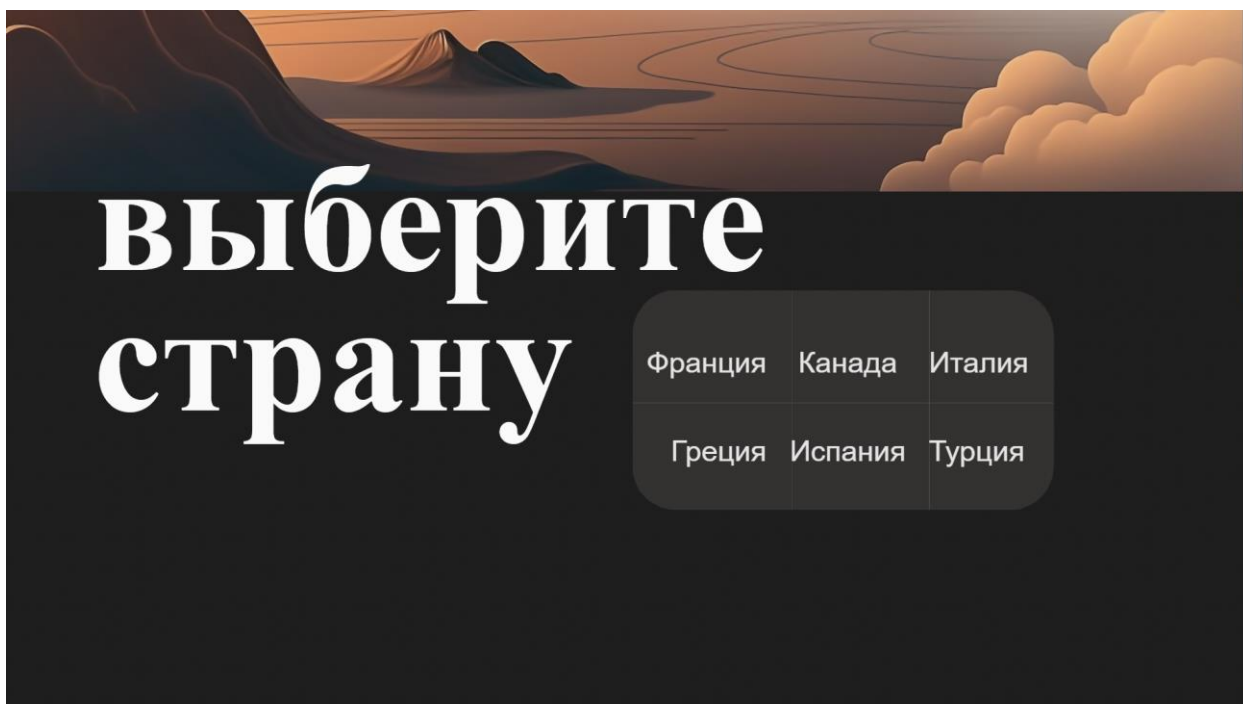 выберите
страну
Франция Канада Италия
Греция Испания Турция